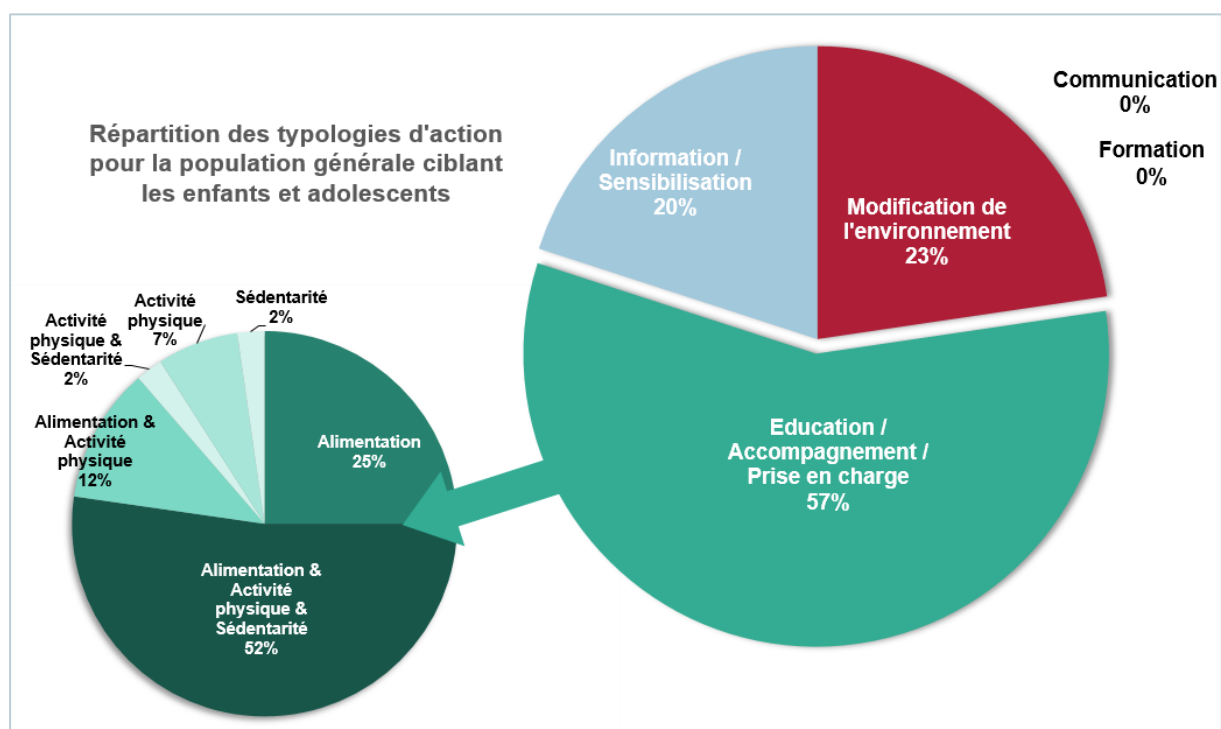 Répartition des typologies d'action
pour la population générale ciblant
les enfants et adolescents
Communication
0%
Formation
0%
Information /
Sensibilisation
20%
Modification de
l'environnement
23%
Education /
Accompagnement /
Prise en charge
57%
Sédentarité
2%
Activité
physique
7%
Activité
physique &
Sédentarité
2%
Alimentation &
Activité
physique
12%
Alimentation
25%
Alimentation &
Activité
physique &
Sédentarité
52%